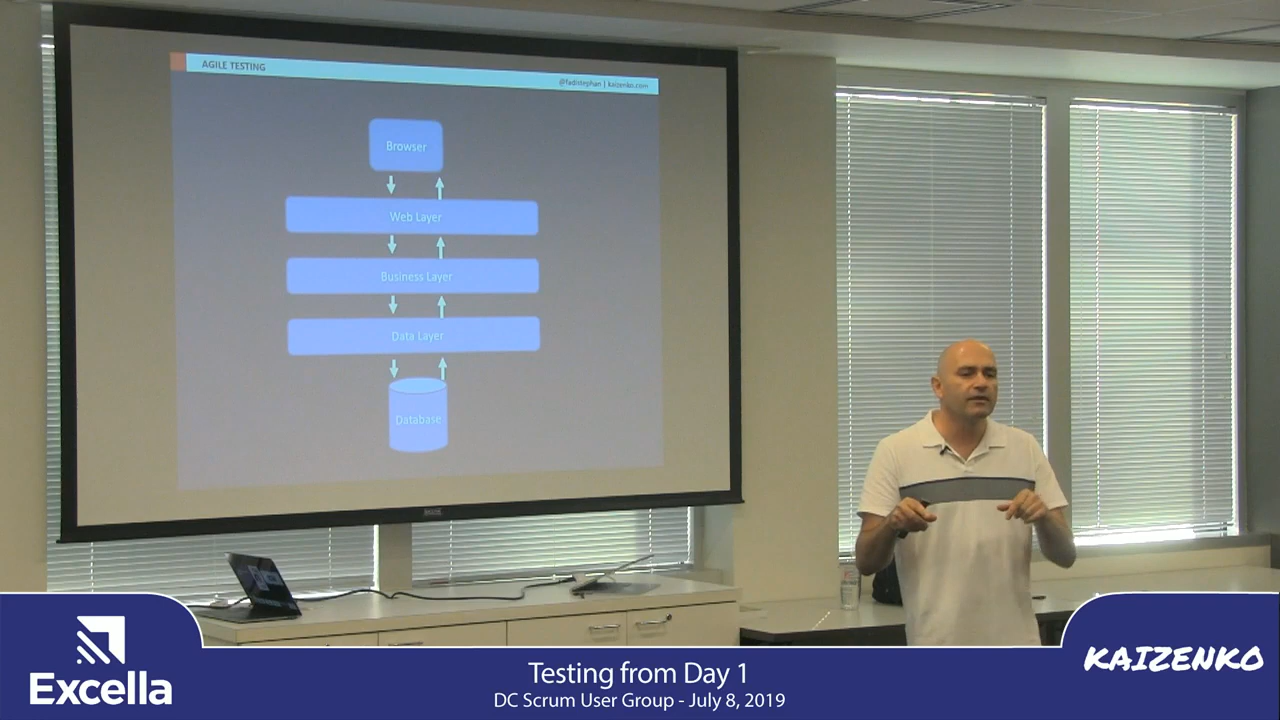 AGILE TESTING
@fadistephan | kaizenko.com
Browser
Web Layer
Business Layer
Data Layer
Database
Excella
Testing from Day 1
DC Scrum User Group - July 8, 2019
KAIZENKO